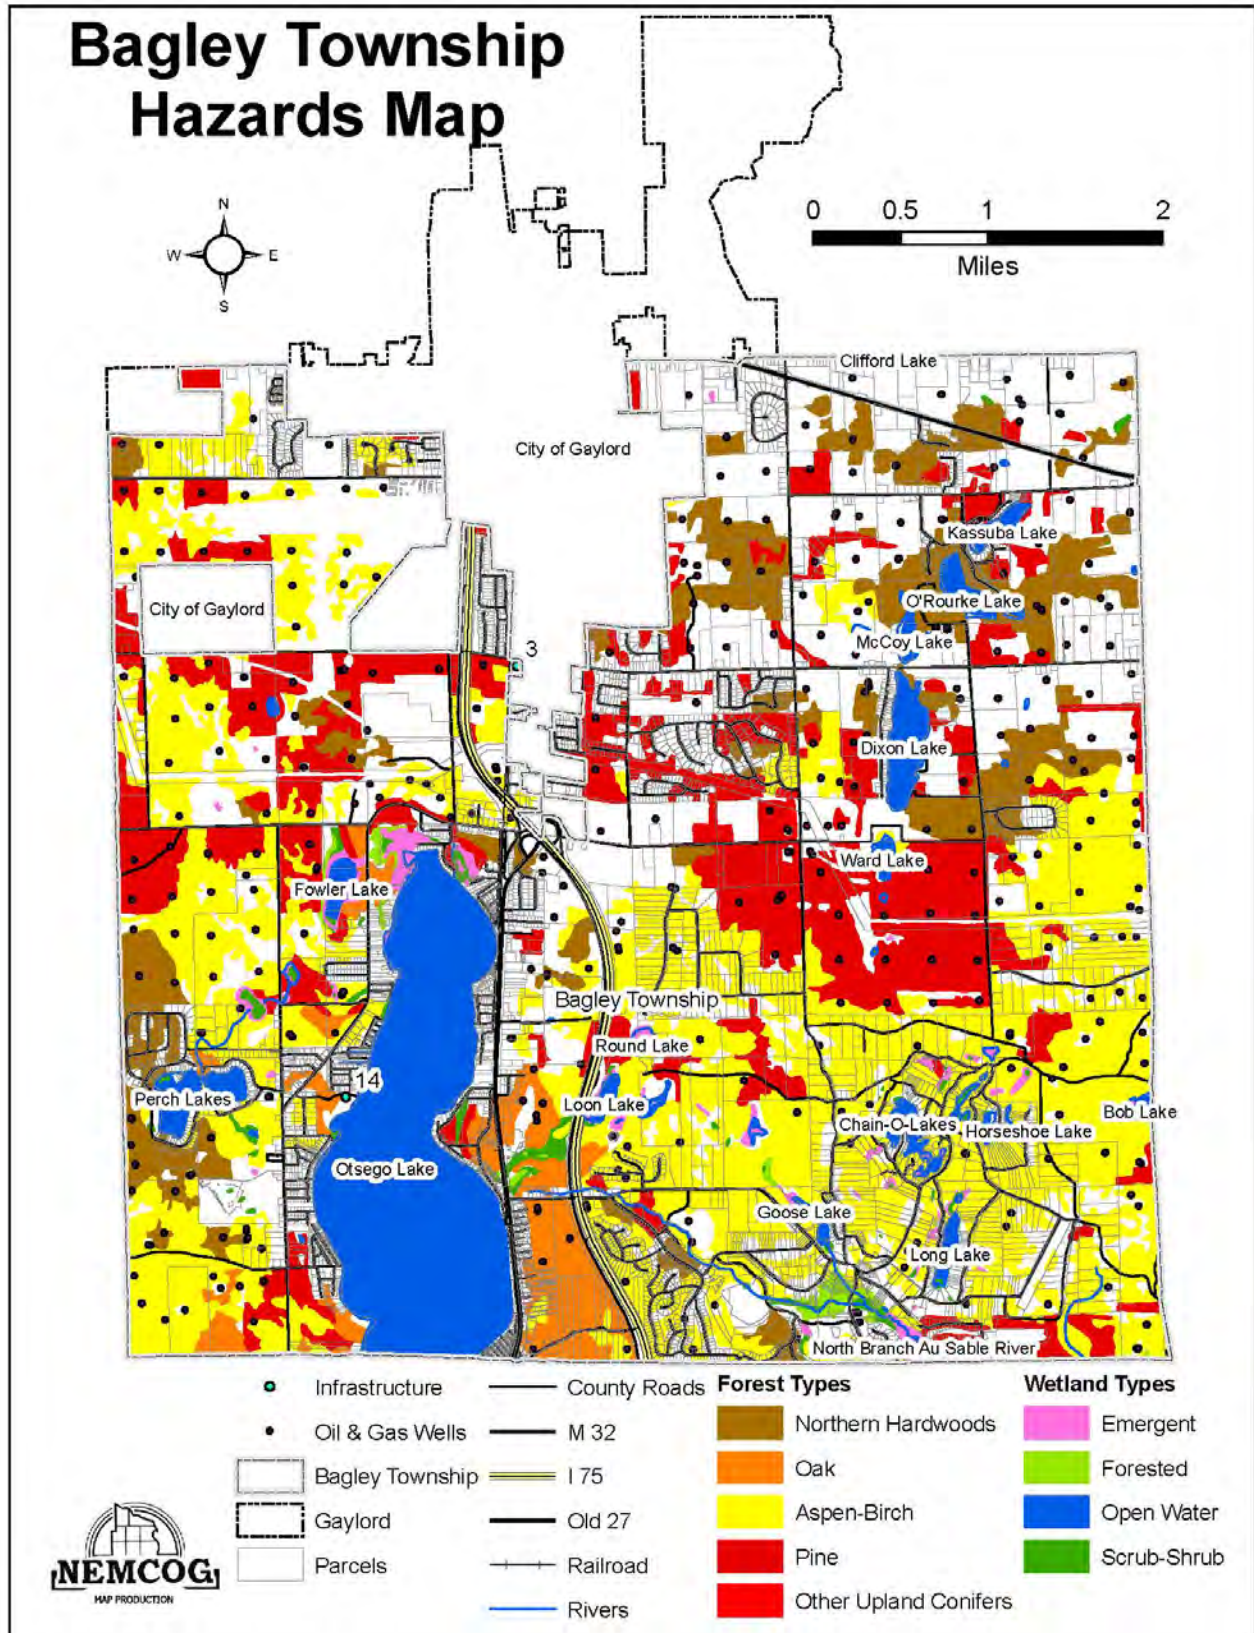 Bagley Township
Hazards Map
N
W
E
S
0
0.5
1
2
Miles
Clifford Lake
City of Gaylord
Kassuba Lake
City of Gaylord
O'Rourke Lake
McCoy Lake
3
Dixon Lake
Ward Lake
Fowler Lake
Bagley Township
Round Lake
14
Perch Lakes
Loon Lake
Bob Lake
Chain-O-Lakes
Horseshoe Lake
Otsego Lake
Goose Lake
Long Lake
North Branch Au Sable River
Infrastructure
Oil & Gas Wells
Bagley Township
Gaylord
Parcels
County Roads
M 32
I 75
Old 27
Railroad
Rivers
Forest Types
Northern Hardwoods
Oak
Aspen-Birch
Pine
Other Upland Conifers
Wetland Types
Emergent
Forested
Open Water
Scrub-Shrub
NEMCOG
MAP PRODUCTION